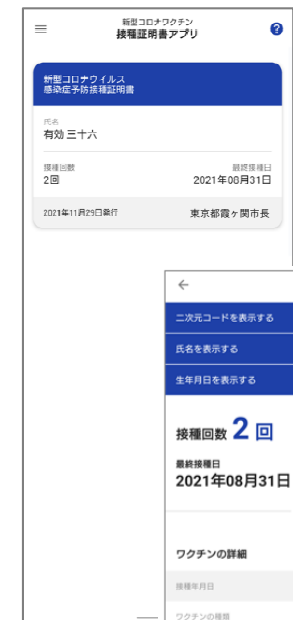 新型コロナワクチン
接種証明書アプリ
新型コロナウイルス
感染症予防接種証明書
氏名
有効 三十六
接種回数
2回
最終接種日
2021年08月31日
2021年11月29日発行
東京都霞ヶ関市長
二次元コードを表示する
氏名を表示する
生年月日を表示する
接種回数 2 回
最終接種日
2021年08月31日
ワクチンの詳細
接種年月日
ワクチンの種類